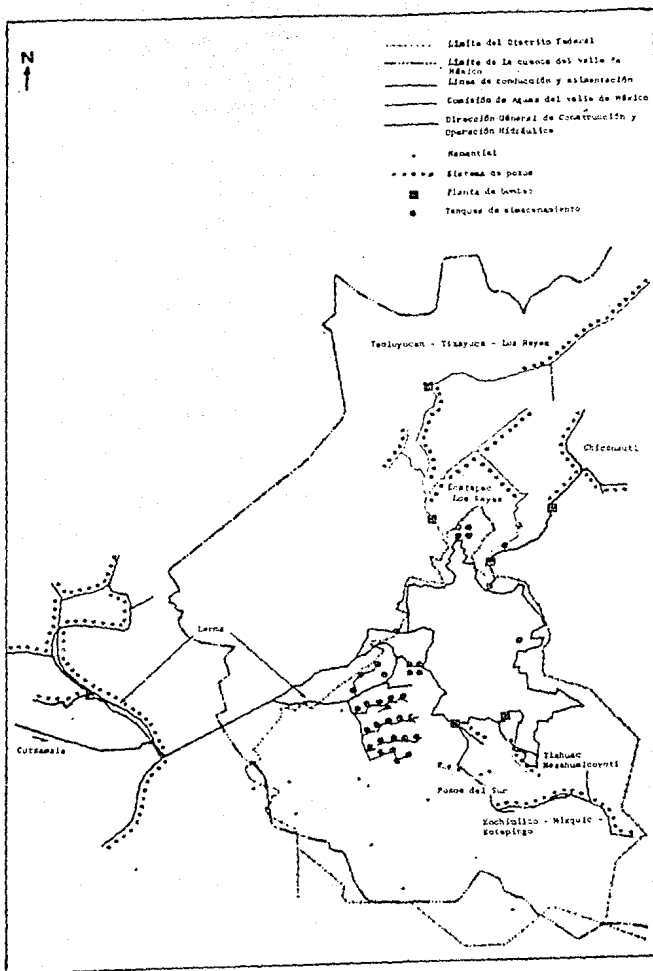 N
Límite del Distrito Federal
Límite de la cuenca del valle de
México
Línea de conducción y alimentación
Comisión de Aguas del valle de México
Dirección General de Construcción y
Operación Hidráulica
Manantial
Sistema de pozos
Planta de bombeo
Tanques de almacenamiento
Teoloyucan - Tizayuca - Los Reyes
Chiconautl
Ecatepec
Los Reyes
Lerma
Cutzamala
Tlahuac
Nezahualcoyotl
Pozos del Sur
Xochimilco - Mixquic -